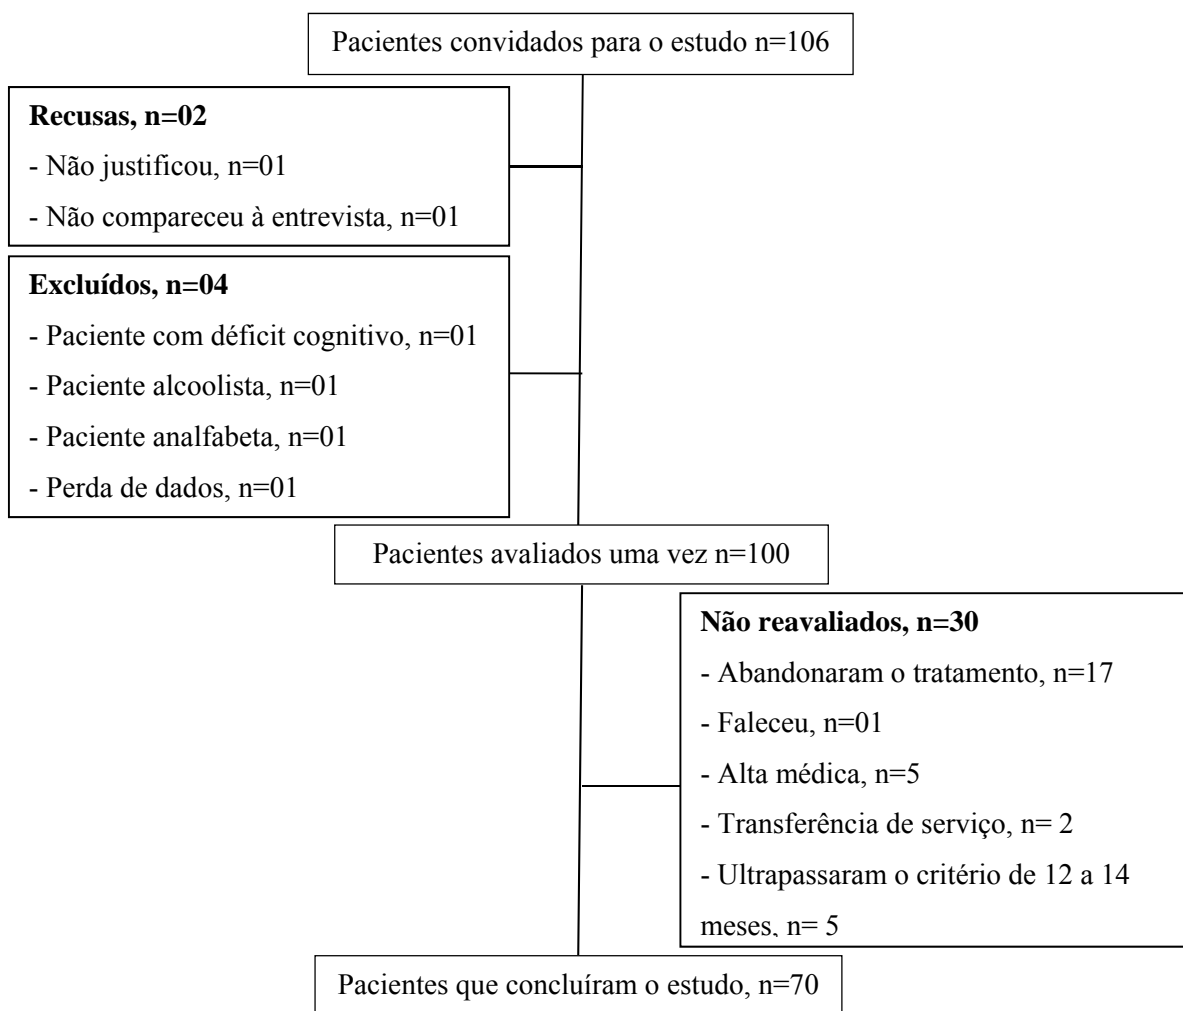 Pacientes convidados para o estudo n=106
Recusas, n=02
- Não justificou, n=01
- Não compareceu à entrevista, n=01
Excluídos, n=04
- Paciente com déficit cognitivo, n=01
- Paciente alcoolista, n=01
- Paciente analfabeta, n=01
- Perda de dados, n=01
Pacientes avaliados uma vez n=100
Não reavaliados, n=30
- Abandonaram o tratamento, n=17
- Faleceu, n=01
- Alta médica, n=5
- Transferência de serviço, n= 2
- Ultrapassaram o critério de 12 a 14
meses, n= 5
Pacientes que concluíram o estudo, n=70